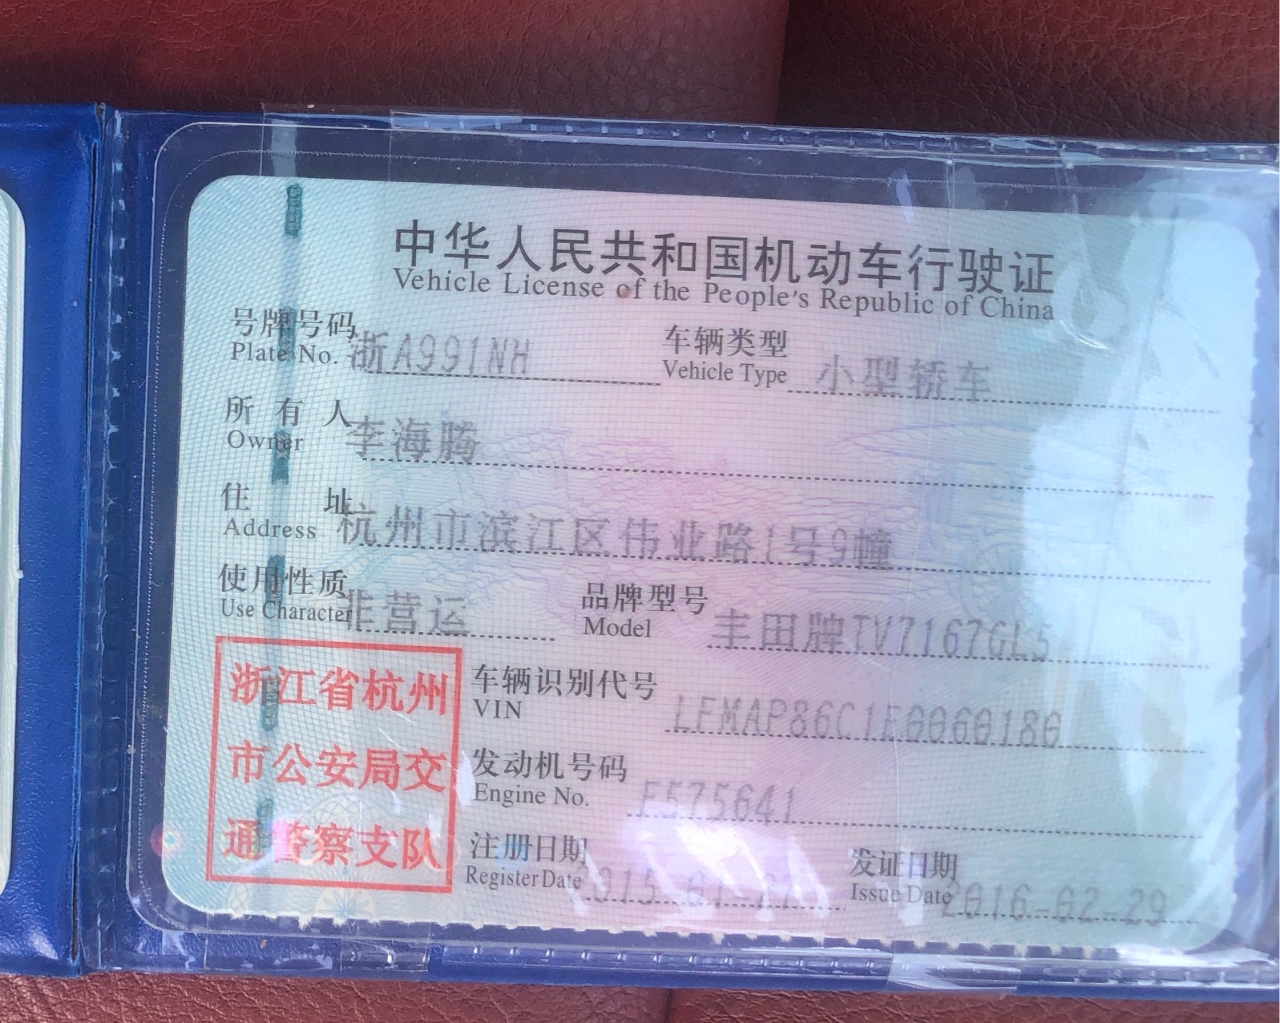 中华人民共和国机动车行驶证
Vehicle License of the People's Republic of China
号牌号码 浙A991NH 车辆类型 小型轿车
Plate No. Vehicle Type
所有人 李海腾
Owner
住址 杭州市滨江区伟业路1号9幢
Address
使用性质 非营运 品牌型号 丰田牌TV7167GL5
Use Character Model
浙江省杭州
市公安局交
通警察支队
车辆识别代号 LFMAP86C1E0060180
VIN
发动机号码 F575641
Engine No.
注册日期 发证日期 2016-02-29
Register Date Issue Date